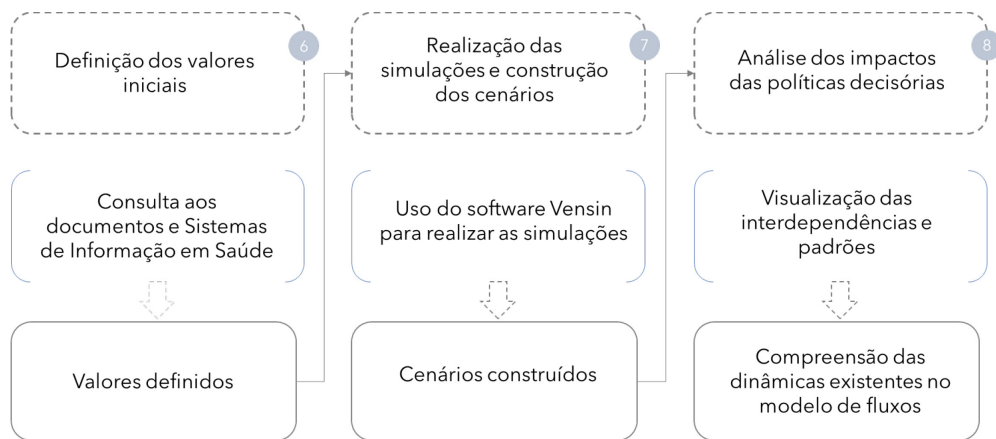 6
Definição dos valores
iniciais
Consulta aos
documentos e Sistemas
de Informação em Saúde
Valores definidos
7
Realização das
simulações e construção
dos cenários
Uso do software Vensin
para realizar as simulações
Cenários construídos
8
Análise dos impactos
das políticas decisórias
Visualização das
interdependências e
padrões
Compreensão das
dinâmicas existentes no
modelo de fluxos